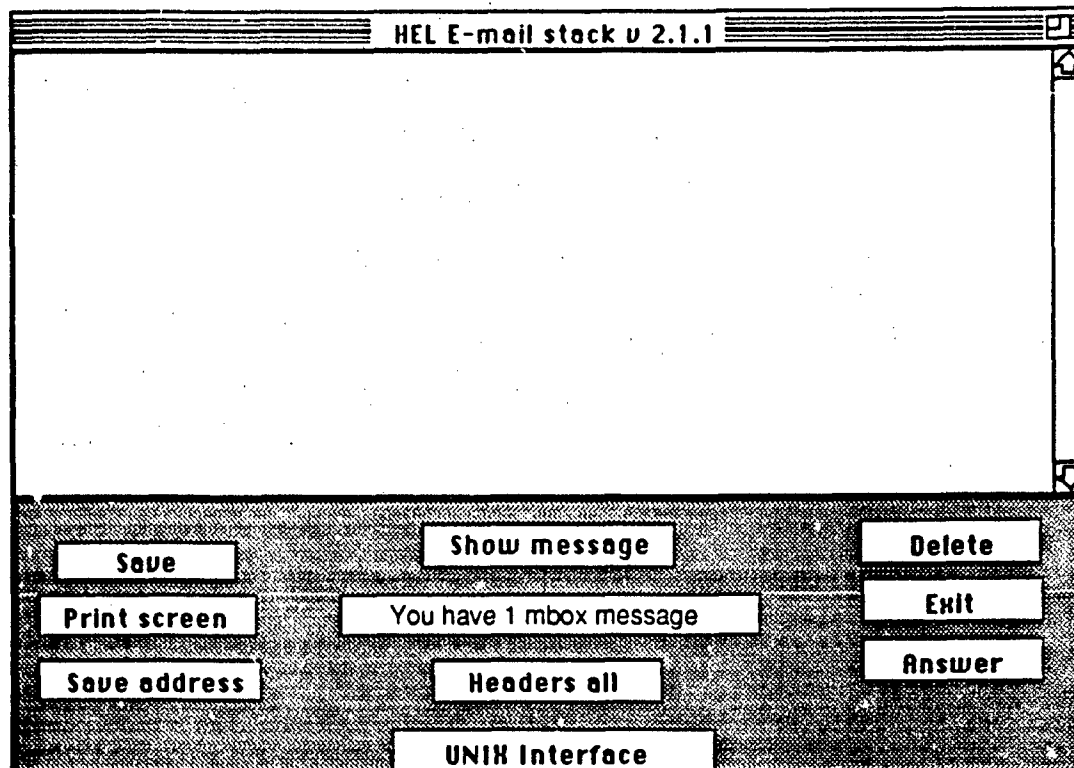 HEL E-mail stack v 2.1.1
Show message
Delete
Save
Exit
Print screen
You have 1 mbox message
Answer
Save address
Headers all
UNIX Interface